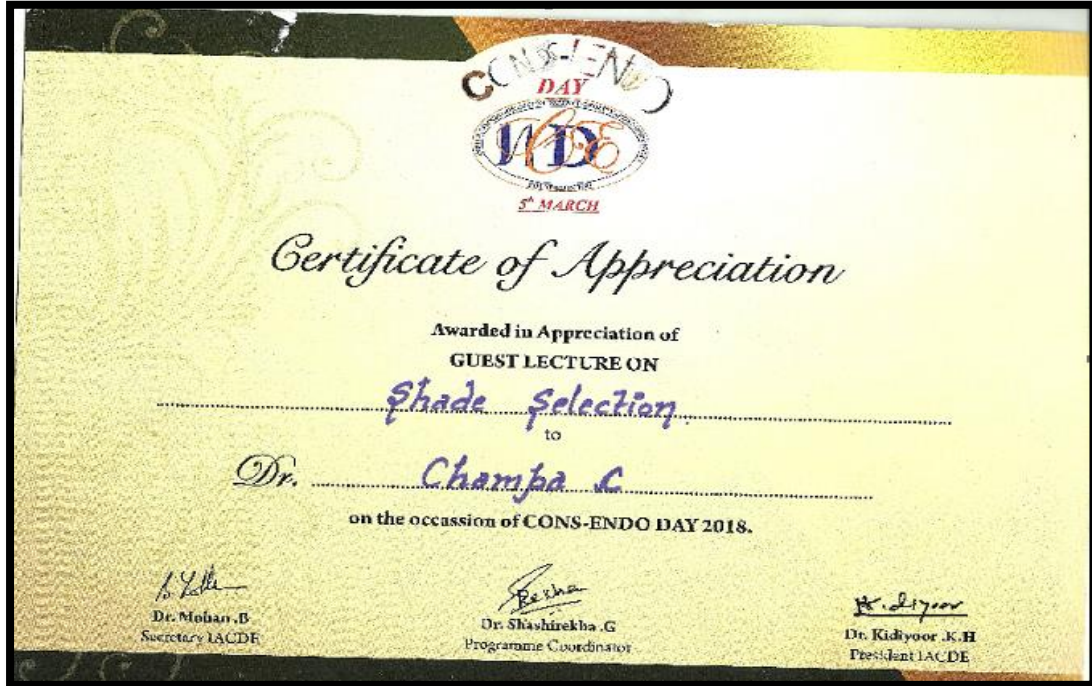 CONS-ENDO
DAY
5th MARCH
Certificate of Appreciation
Awarded in Appreciation of
GUEST LECTURE ON
Shade Selection
to
Dr. Champa C
on the occassion of CONS-ENDO DAY 2018.
Dr. Mohan .B
Secretary IACDE
Rekha
Dr. Shashirekha .G
Programme Coordinator
Dr. Kidiyoor .K.H
President IACDE